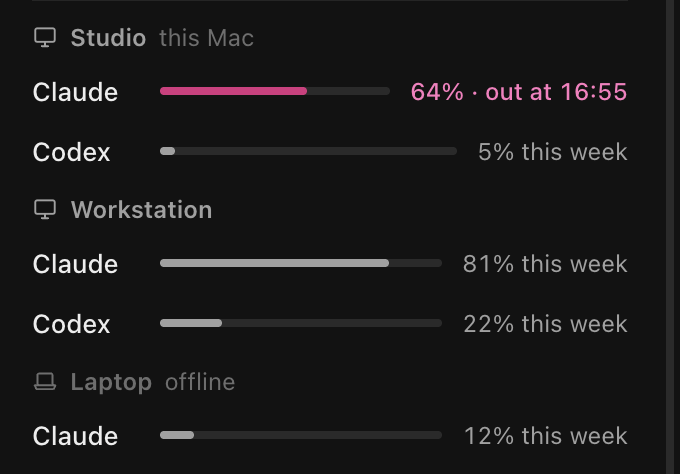 Studio this Mac
Claude 64% · out at 16:55
Codex 5% this week
Workstation
Claude 81% this week
Codex 22% this week
Laptop offline
Claude 12% this week